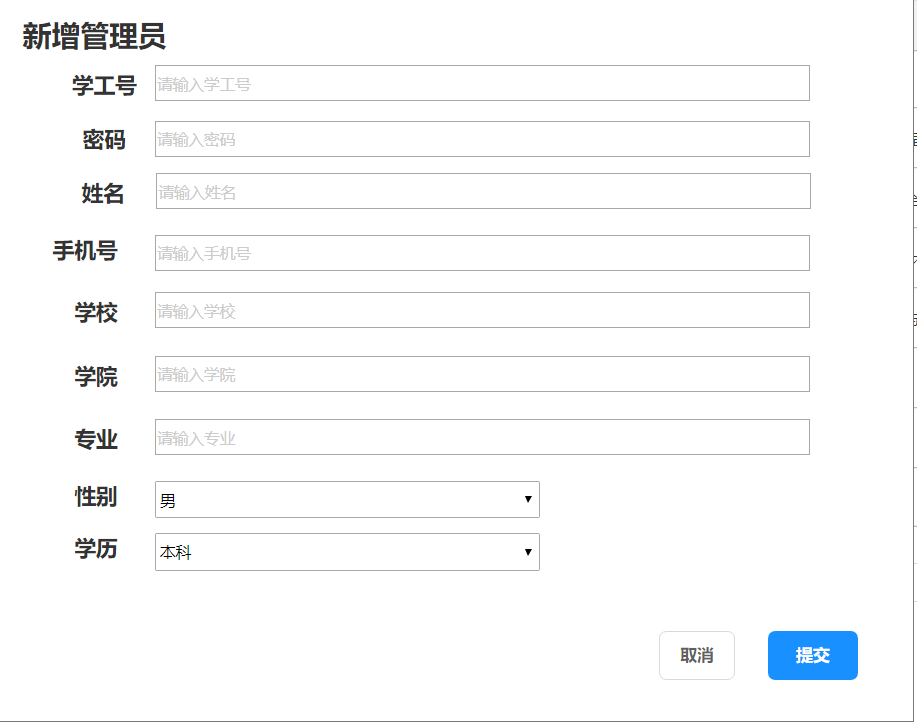 新增管理员
学工号 请输入学工号
密码 请输入密码
姓名 请输入姓名
手机号 请输入手机号
学校 请输入学校
学院 请输入学院
专业 请输入专业
性别 男
学历 本科
取消 提交